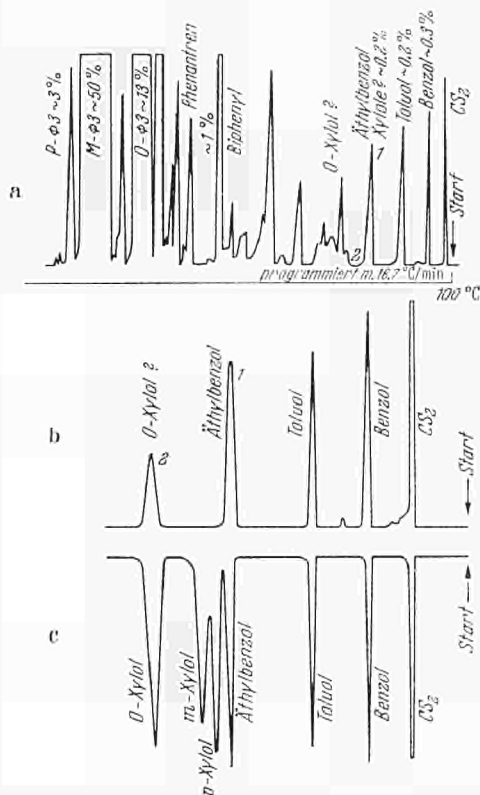 a
P-Φ3~3%
M-Φ3~50%
O-Φ3~13%
Phenantren
~1%
Biphenyl
O-Xylol ?
Äthylbenzol
Xylole? ~0.2%
1
Toluol ~0.2%
Benzol ~0.3%
CS2
Start
2
programmiert m. 16,7 °C/min
100 °C
b
O-Xylol ?
2
Äthylbenzol
1
Toluol
Benzol
CS2
Start
c
O-Xylol
m-Xylol
p-Xylol
Äthylbenzol
Toluol
Benzol
CS2
Start